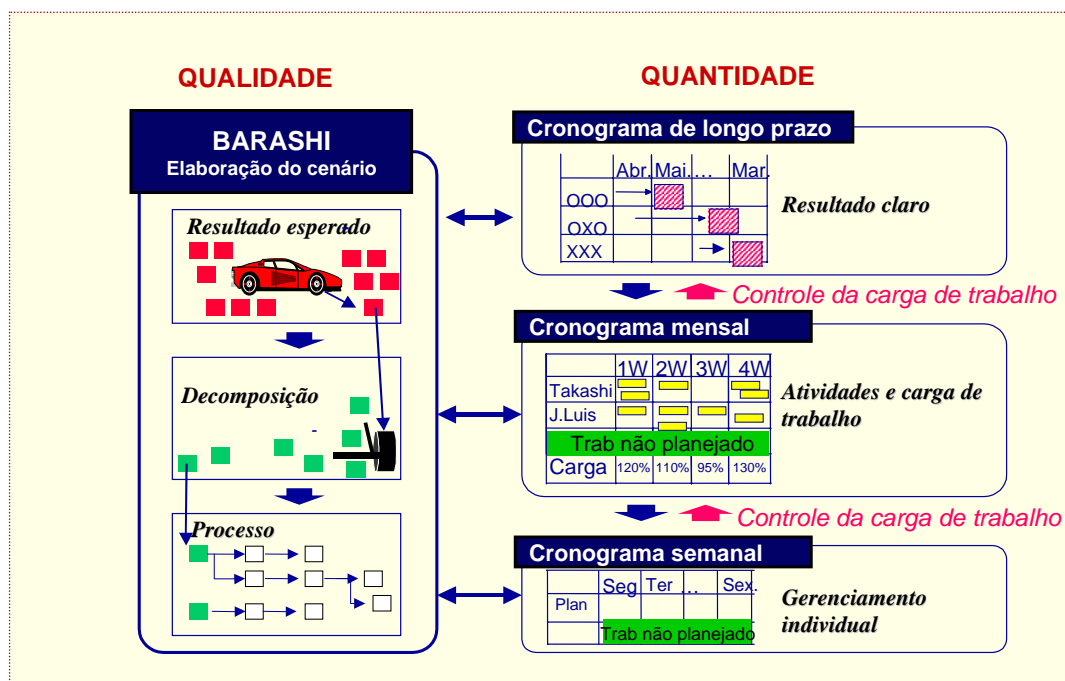 QUALIDADE
BARASHI
Elaboração do cenário
Resultado esperado
Decomposição
Processo
QUANTIDADE
Cronograma de longo prazo
Abr. Mai. ... Mar.
OOO
OXO
XXX
Resultado claro
Controle da carga de trabalho
Cronograma mensal
1W 2W 3W 4W
Takashi
J.Luis
Trab não planejado
Carga 120% 110% 95% 130%
Atividades e carga de
trabalho
Controle da carga de trabalho
Cronograma semanal
Seg Ter ... Sex.
Plan
Trab não planejado
Gerenciamento
individual